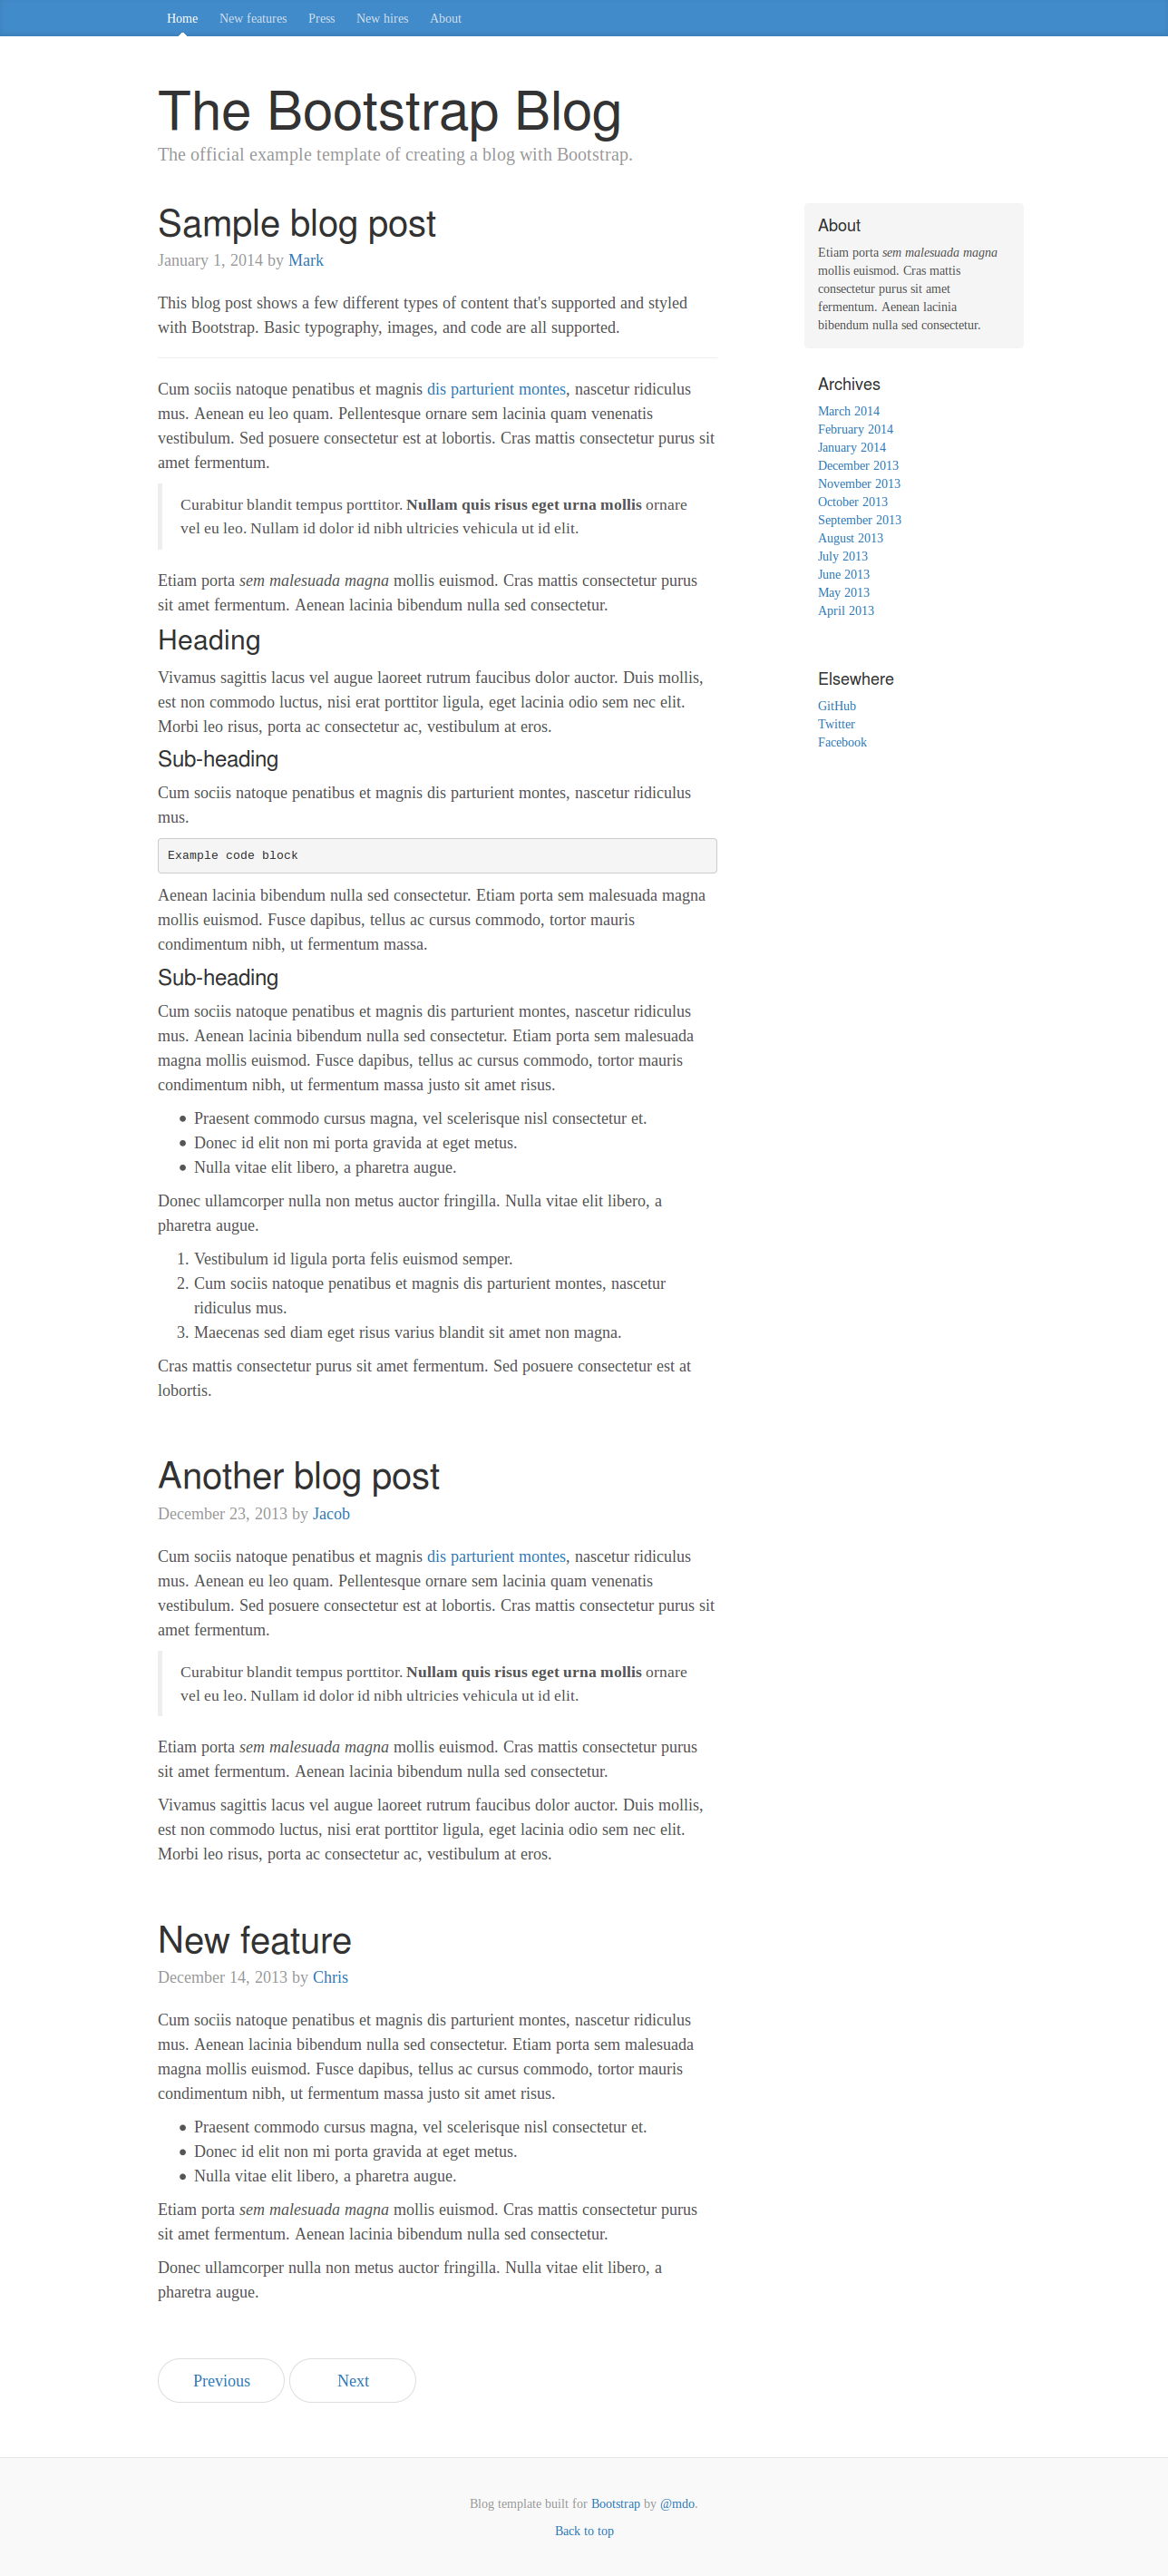 Home New features Press New hires About
The Bootstrap Blog
The official example template of creating a blog with Bootstrap.
Sample blog post
January 1, 2014 by Mark
This blog post shows a few different types of content that's supported and styled
with Bootstrap. Basic typography, images, and code are all supported.
Cum sociis natoque penatibus et magnis dis parturient montes, nascetur ridiculus
mus. Aenean eu leo quam. Pellentesque ornare sem lacinia quam venenatis
vestibulum. Sed posuere consectetur est at lobortis. Cras mattis consectetur purus sit
amet fermentum.
Curabitur blandit tempus porttitor. Nullam quis risus eget urna mollis ornare
vel eu leo. Nullam id dolor id nibh ultricies vehicula ut id elit.
Etiam porta sem malesuada magna mollis euismod. Cras mattis consectetur purus
sit amet fermentum. Aenean lacinia bibendum nulla sed consectetur.
Heading
Vivamus sagittis lacus vel augue laoreet rutrum faucibus dolor auctor. Duis mollis,
est non commodo luctus, nisi erat porttitor ligula, eget lacinia odio sem nec elit.
Morbi leo risus, porta ac consectetur ac, vestibulum at eros.
Sub-heading
Cum sociis natoque penatibus et magnis dis parturient montes, nascetur ridiculus
mus.
Example code block
Aenean lacinia bibendum nulla sed consectetur. Etiam porta sem malesuada magna
mollis euismod. Fusce dapibus, tellus ac cursus commodo, tortor mauris
condimentum nibh, ut fermentum massa.
Sub-heading
Cum sociis natoque penatibus et magnis dis parturient montes, nascetur ridiculus
mus. Aenean lacinia bibendum nulla sed consectetur. Etiam porta sem malesuada
magna mollis euismod. Fusce dapibus, tellus ac cursus commodo, tortor mauris
condimentum nibh, ut fermentum massa justo sit amet risus.
• Praesent commodo cursus magna, vel scelerisque nisl consectetur et.
• Donec id elit non mi porta gravida at eget metus.
• Nulla vitae elit libero, a pharetra augue.
Donec ullamcorper nulla non metus auctor fringilla. Nulla vitae elit libero, a
pharetra augue.
1. Vestibulum id ligula porta felis euismod semper.
2. Cum sociis natoque penatibus et magnis dis parturient montes, nascetur
ridiculus mus.
3. Maecenas sed diam eget risus varius blandit sit amet non magna.
Cras mattis consectetur purus sit amet fermentum. Sed posuere consectetur est at
lobortis.
Another blog post
December 23, 2013 by Jacob
Cum sociis natoque penatibus et magnis dis parturient montes, nascetur ridiculus
mus. Aenean eu leo quam. Pellentesque ornare sem lacinia quam venenatis
vestibulum. Sed posuere consectetur est at lobortis. Cras mattis consectetur purus sit
amet fermentum.
Curabitur blandit tempus porttitor. Nullam quis risus eget urna mollis ornare
vel eu leo. Nullam id dolor id nibh ultricies vehicula ut id elit.
Etiam porta sem malesuada magna mollis euismod. Cras mattis consectetur purus
sit amet fermentum. Aenean lacinia bibendum nulla sed consectetur.
Vivamus sagittis lacus vel augue laoreet rutrum faucibus dolor auctor. Duis mollis,
est non commodo luctus, nisi erat porttitor ligula, eget lacinia odio sem nec elit.
Morbi leo risus, porta ac consectetur ac, vestibulum at eros.
New feature
December 14, 2013 by Chris
Cum sociis natoque penatibus et magnis dis parturient montes, nascetur ridiculus
mus. Aenean lacinia bibendum nulla sed consectetur. Etiam porta sem malesuada
magna mollis euismod. Fusce dapibus, tellus ac cursus commodo, tortor mauris
condimentum nibh, ut fermentum massa justo sit amet risus.
• Praesent commodo cursus magna, vel scelerisque nisl consectetur et.
• Donec id elit non mi porta gravida at eget metus.
• Nulla vitae elit libero, a pharetra augue.
Etiam porta sem malesuada magna mollis euismod. Cras mattis consectetur purus
sit amet fermentum. Aenean lacinia bibendum nulla sed consectetur.
Donec ullamcorper nulla non metus auctor fringilla. Nulla vitae elit libero, a
pharetra augue.
Previous Next
About
Etiam porta sem malesuada magna
mollis euismod. Cras mattis
consectetur purus sit amet
fermentum. Aenean lacinia
bibendum nulla sed consectetur.
Archives
March 2014
February 2014
January 2014
December 2013
November 2013
October 2013
September 2013
August 2013
July 2013
June 2013
May 2013
April 2013
Elsewhere
GitHub
Twitter
Facebook
Blog template built for Bootstrap by @mdo.
Back to top